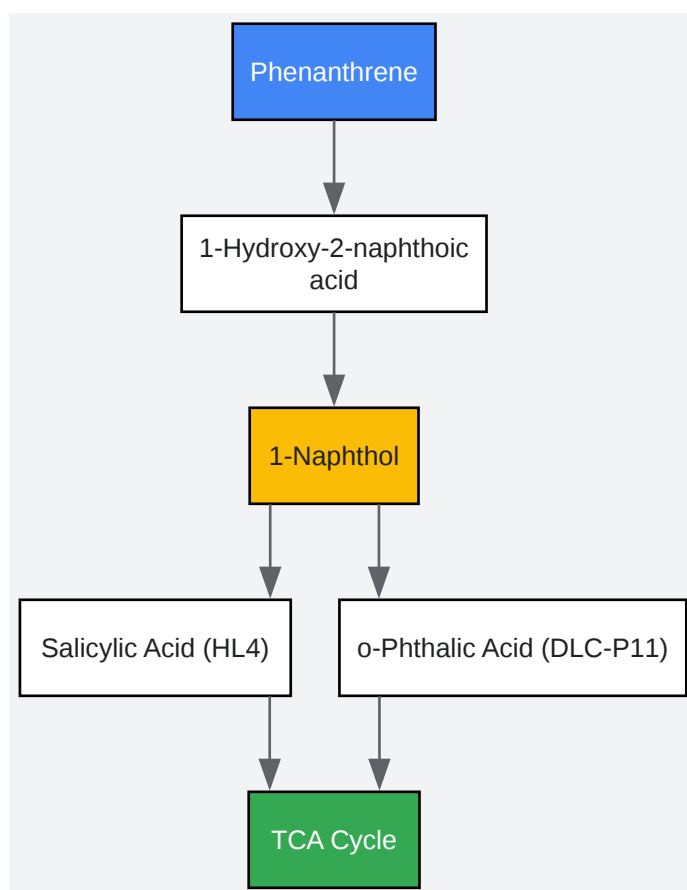 Phenanthrene
1-Hydroxy-2-naphthoic
acid
1-Naphthol
Salicylic Acid (HL4)
o-Phthalic Acid (DLC-P11)
TCA Cycle